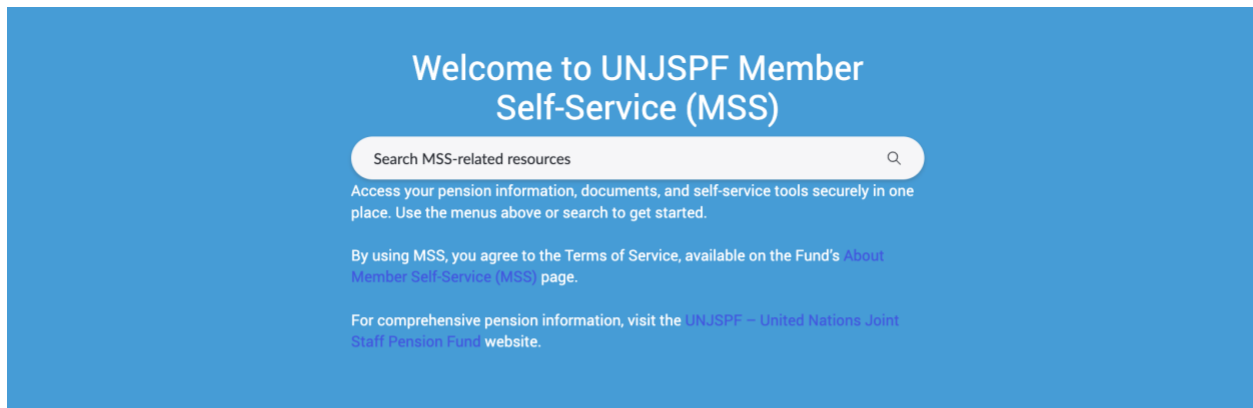 Welcome to UNJSPF Member
Self-Service (MSS)
Search MSS-related resources
Access your pension information, documents, and self-service tools securely in one
place. Use the menus above or search to get started.
By using MSS, you agree to the Terms of Service, available on the Fund's About
Member Self-Service (MSS) page.
For comprehensive pension information, visit the UNJSPF – United Nations Joint
Staff Pension Fund website.